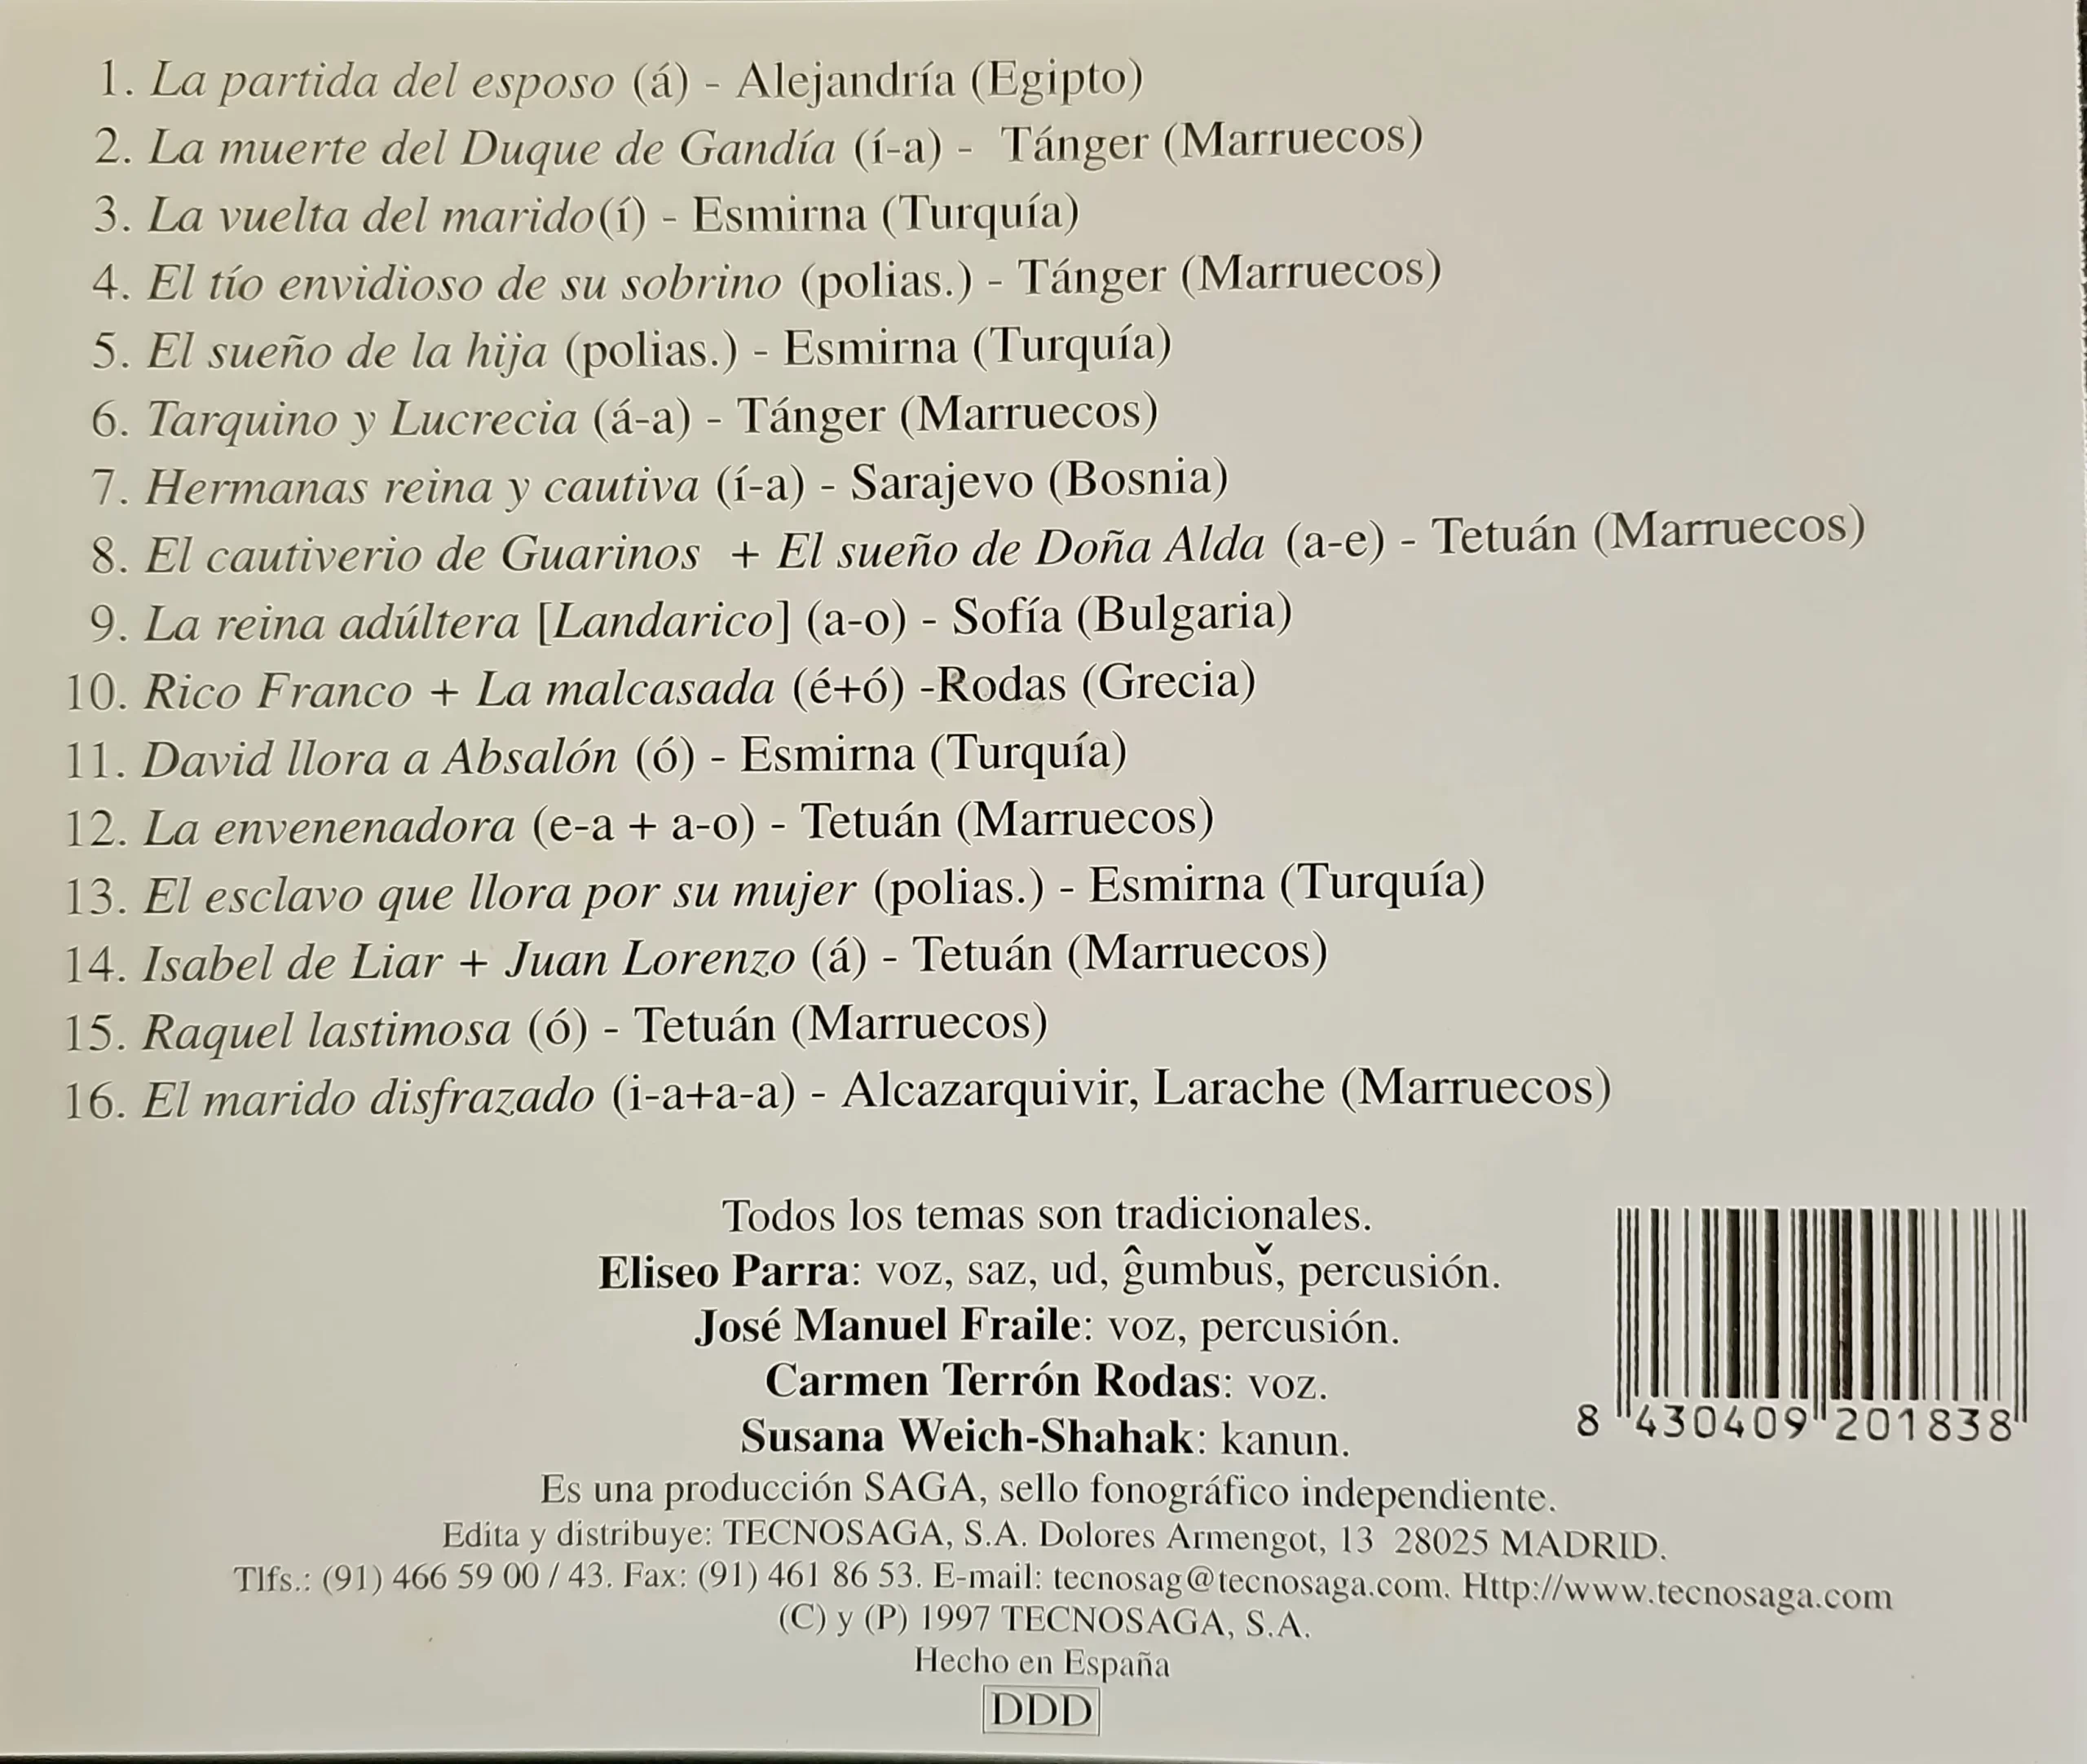 1. La partida del esposo (á) - Alejandría (Egipto)
2. La muerte del Duque de Gandía (í-a) - Tánger (Marruecos)
3. La vuelta del marido(í) - Esmirna (Turquía)
4. El tío envidioso de su sobrino (polias.) - Tánger (Marruecos)
5. El sueño de la hija (polias.) - Esmirna (Turquía)
6. Tarquino y Lucrecia (á-a) - Tánger (Marruecos)
7. Hermanas reina y cautiva (í-a) - Sarajevo (Bosnia)
8. El cautiverio de Guarinos + El sueño de Doña Alda (a-e) - Tetuán (Marruecos)
9. La reina adúltera [Landarico] (a-o) - Sofía (Bulgaria)
10. Rico Franco + La malcasada (é+ó) -Rodas (Grecia)
11. David llora a Absalón (ó) - Esmirna (Turquía)
12. La envenenadora (e-a + a-o) - Tetuán (Marruecos)
13. El esclavo que llora por su mujer (polias.) - Esmirna (Turquía)
14. Isabel de Liar + Juan Lorenzo (á) - Tetuán (Marruecos)
15. Raquel lastimosa (ó) - Tetuán (Marruecos)
16. El marido disfrazado (i-a+a-a) - Alcazarquivir, Larache (Marruecos)
Todos los temas son tradicionales.
Eliseo Parra: voz, saz, ud, ĝumbuš, percusión.
José Manuel Fraile: voz, percusión.
Carmen Terrón Rodas: voz.
Susana Weich-Shahak: kanun.
8 430409 201838
Es una producción SAGA, sello fonográfico independiente.
Edita y distribuye: TECNOSAGA, S.A. Dolores Armengot, 13 28025 MADRID.
Tlfs.: (91) 466 59 00 / 43. Fax: (91) 461 86 53. E-mail: tecnosag@tecnosaga.com. Http://www.tecnosaga.com
(C) y (P) 1997 TECNOSAGA, S.A.
Hecho en España
DDD